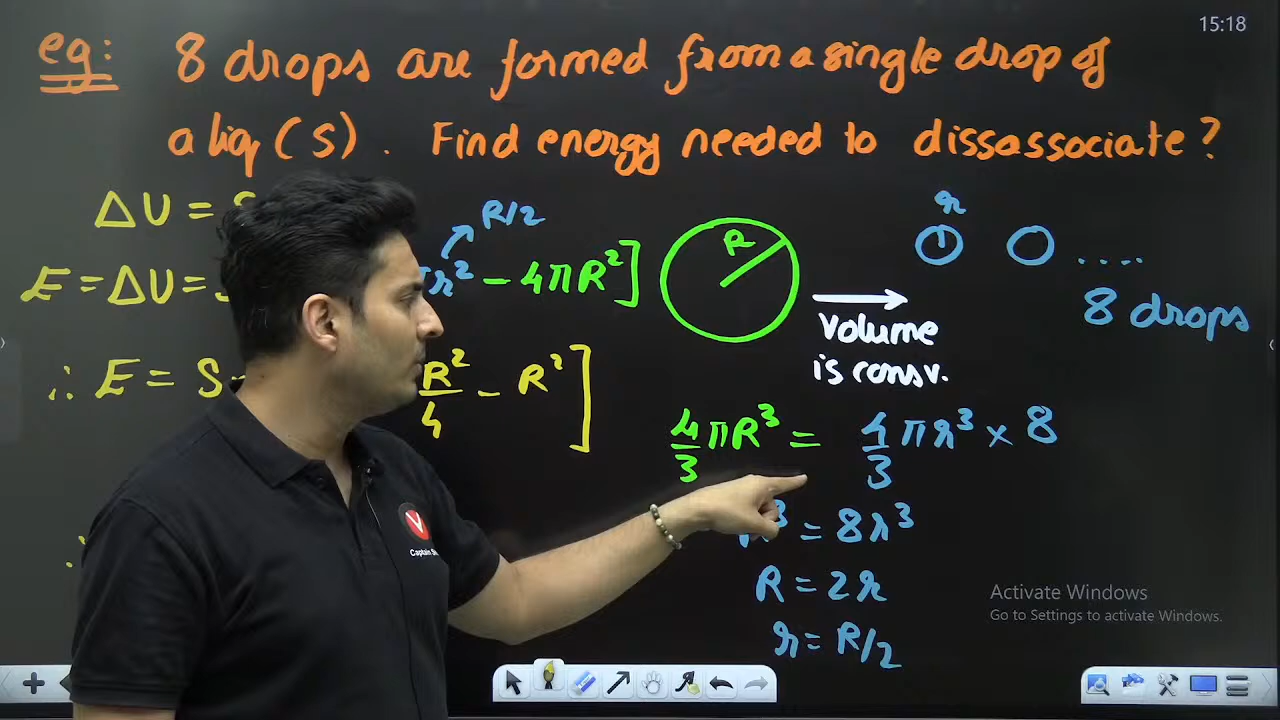 15:18
eg: 8 drops are formed from a single drop of
a liq (S). Find energy needed to dissassociate?
ΔU = S
R/2
E = ΔU = r² - 4πR²]
∴ E = S R²/4 - R²]
R
r
....
8 drops
Volume
is consv.
4/3 πR³ = 4/3 πr³ × 8
³ = 8r³
R = 2r
r = R/2
V
Captain
Activate Windows
Go to Settings to activate Windows.